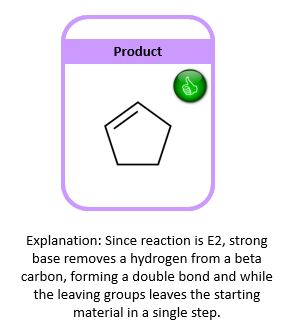 Product
Explanation: Since reaction is E2, strong
base removes a hydrogen from a beta
carbon, forming a double bond and while
the leaving groups leaves the starting
material in a single step.